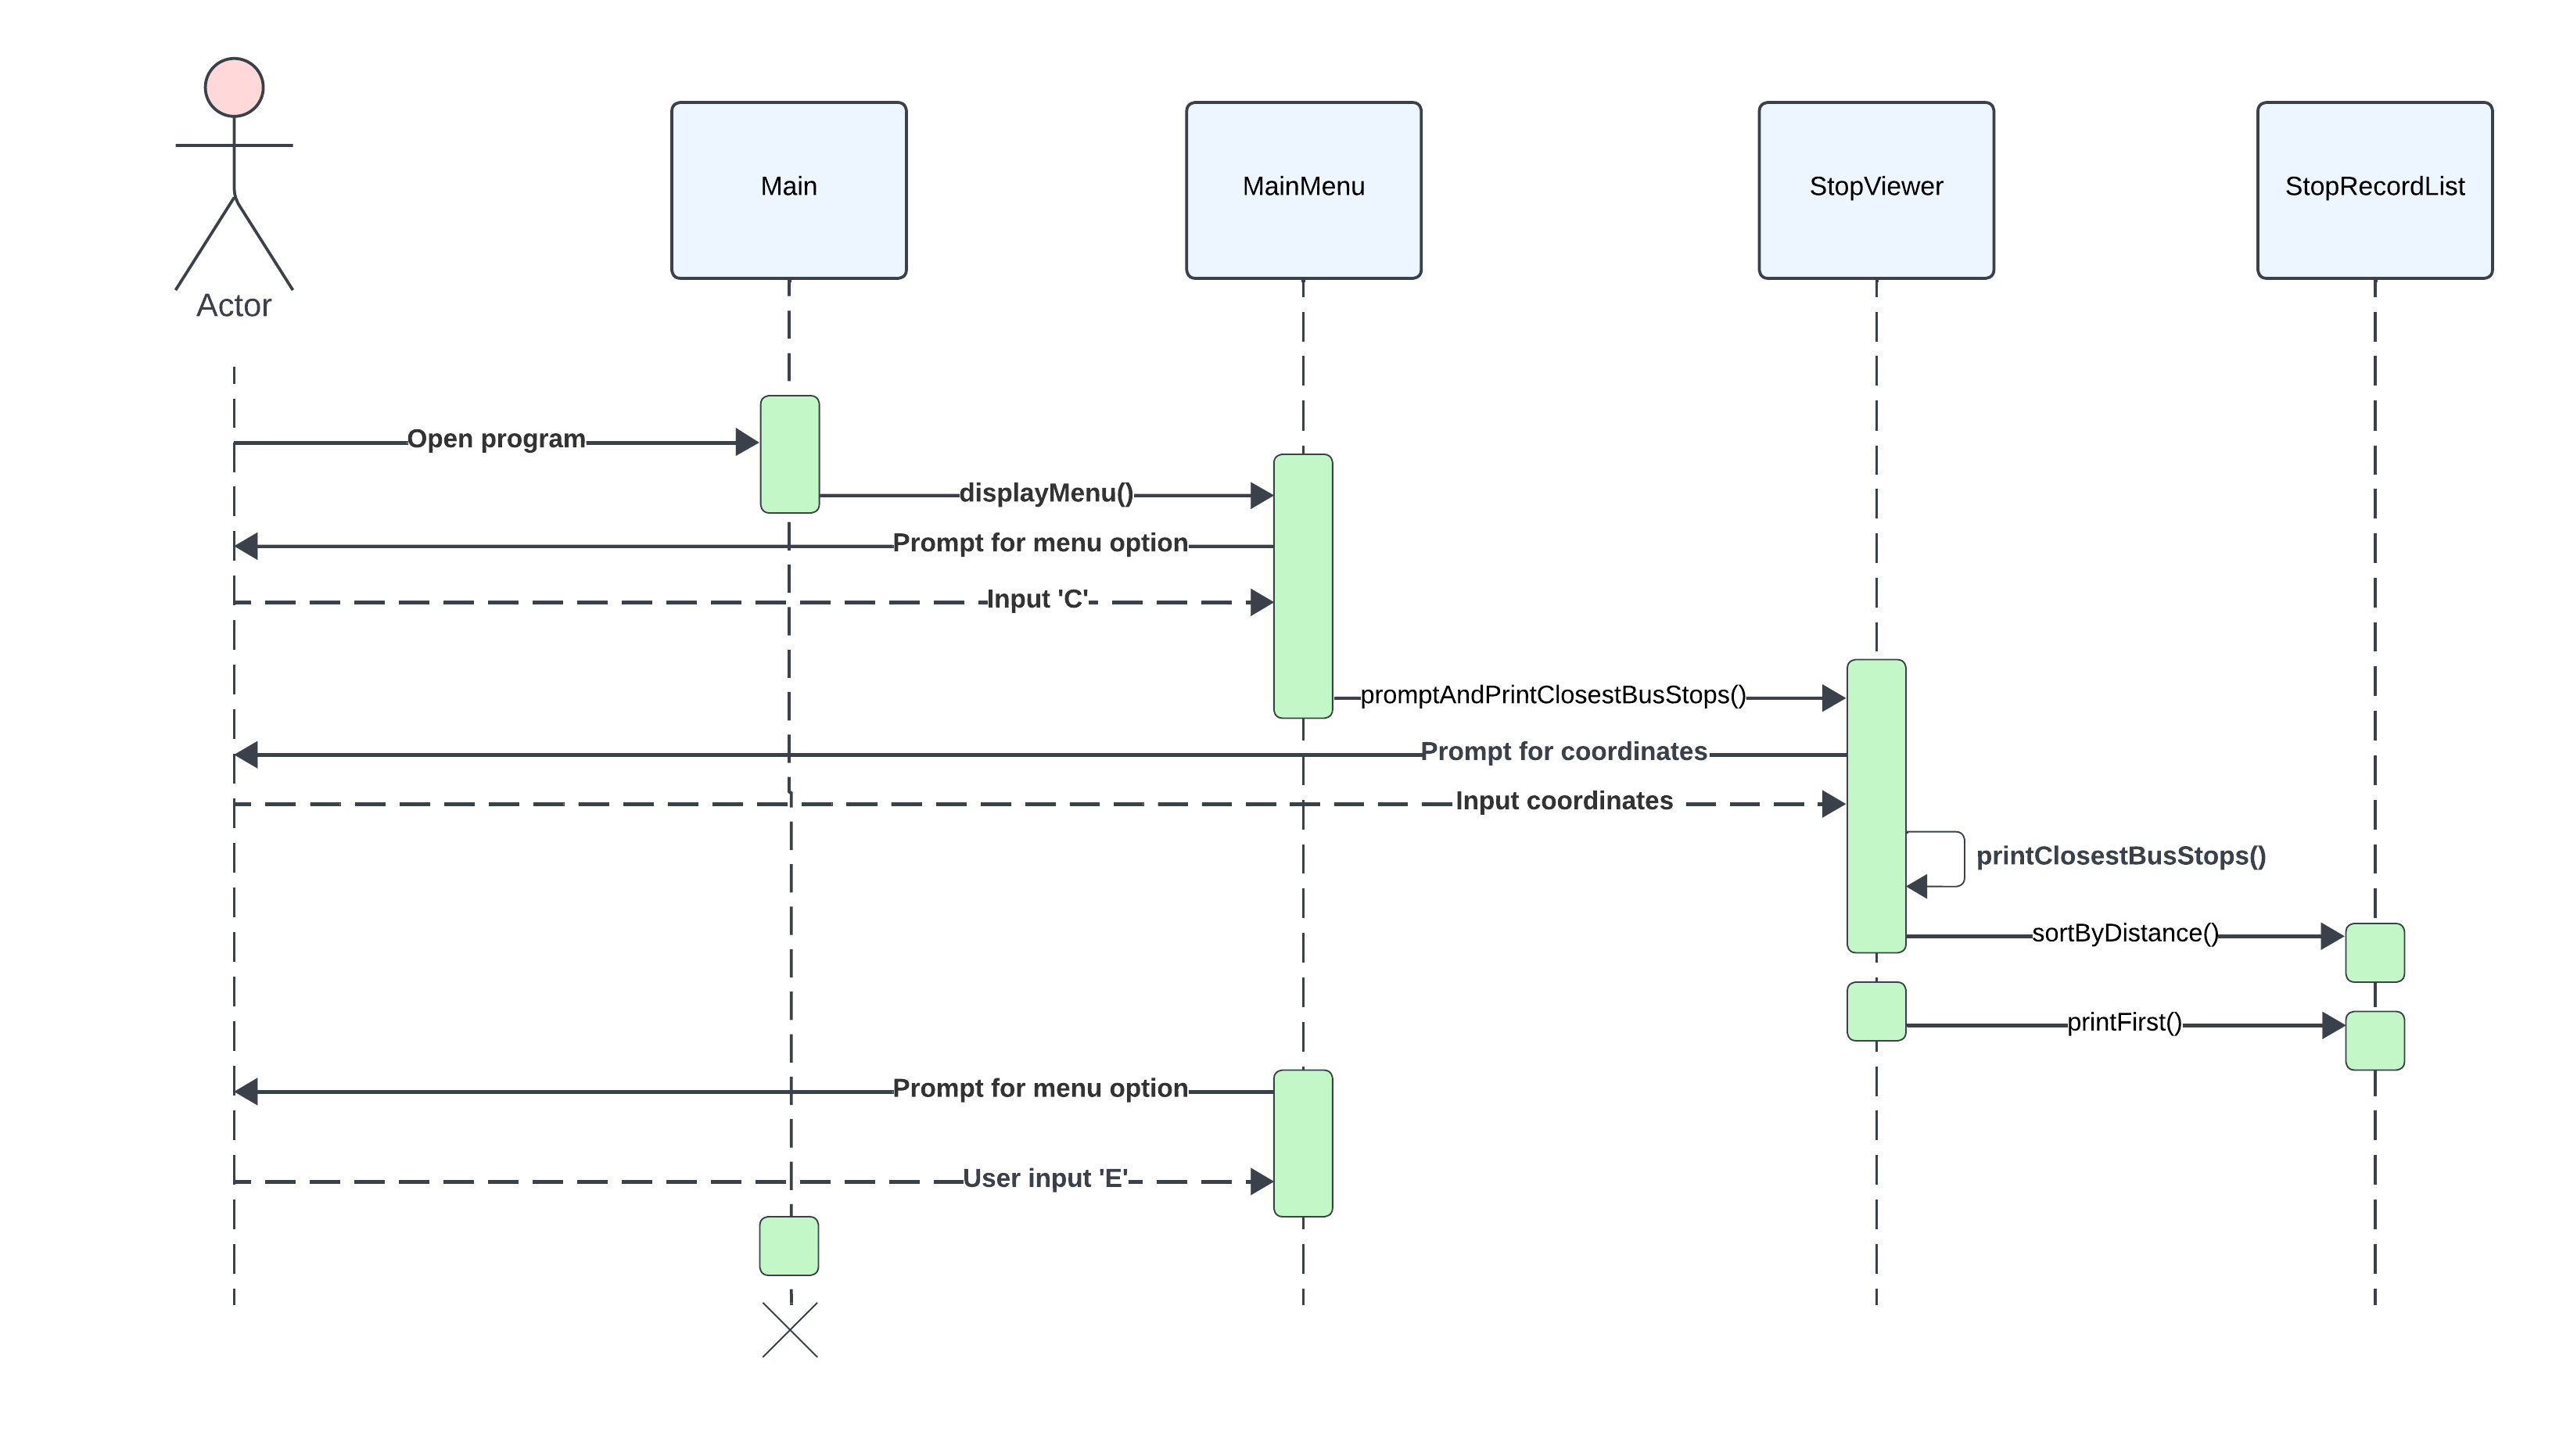 Actor
Main
MainMenu
StopViewer
StopRecordList
Open program
displayMenu()
Prompt for menu option
Input 'C'
promptAndPrintClosestBusStops()
Prompt for coordinates
Input coordinates
printClosestBusStops()
sortByDistance()
printFirst()
Prompt for menu option
User input 'E'